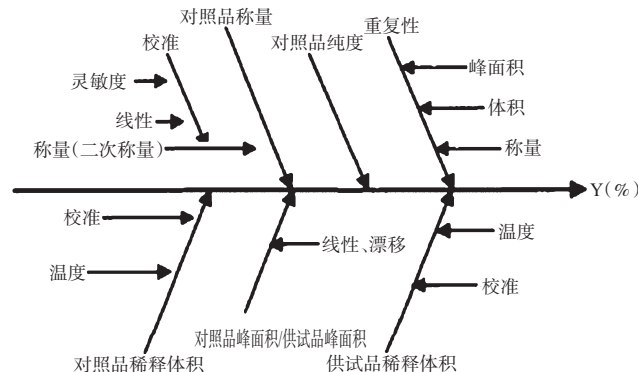 对照品称量
重复性
校准
对照品纯度
峰面积
灵敏度
体积
线性
称量(二次称量)
称量
Y(%)
校准
温度
线性、漂移
温度
校准
对照品峰面积/供试品峰面积
对照品稀释体积
供试品稀释体积